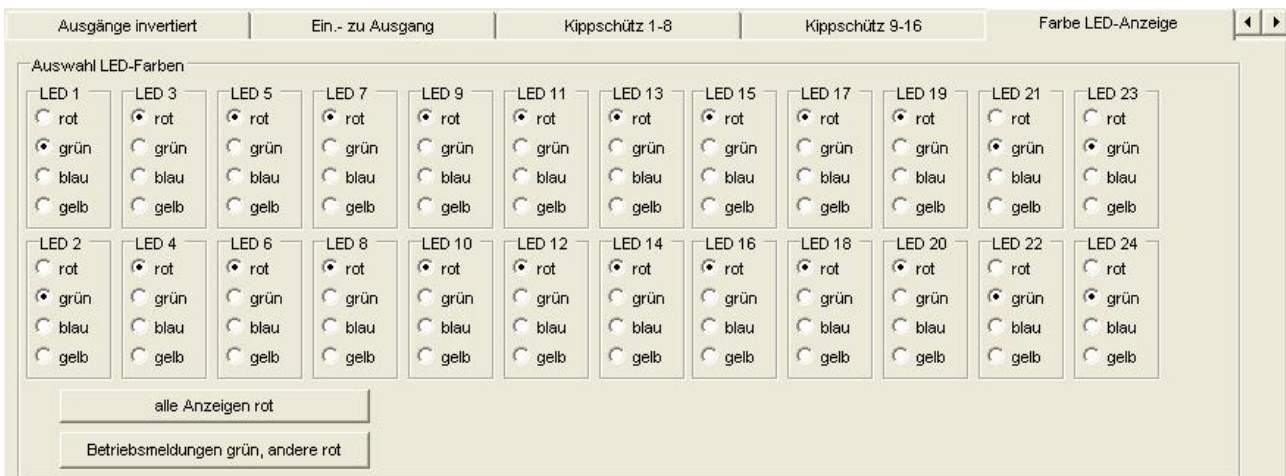 Ausgänge invertiert Ein.- zu Ausgang Kippschütz 1-8 Kippschütz 9-16 Farbe LED-Anzeige
Auswahl LED-Farben
LED 1 LED 3 LED 5 LED 7 LED 9 LED 11 LED 13 LED 15 LED 17 LED 19 LED 21 LED 23
rot rot rot rot rot rot rot rot rot rot rot rot
grün grün grün grün grün grün grün grün grün grün grün grün
blau blau blau blau blau blau blau blau blau blau blau blau
gelb gelb gelb gelb gelb gelb gelb gelb gelb gelb gelb gelb
LED 2 LED 4 LED 6 LED 8 LED 10 LED 12 LED 14 LED 16 LED 18 LED 20 LED 22 LED 24
rot rot rot rot rot rot rot rot rot rot rot rot
grün grün grün grün grün grün grün grün grün grün grün grün
blau blau blau blau blau blau blau blau blau blau blau blau
gelb gelb gelb gelb gelb gelb gelb gelb gelb gelb gelb gelb
alle Anzeigen rot
Betriebsmeldungen grün, andere rot